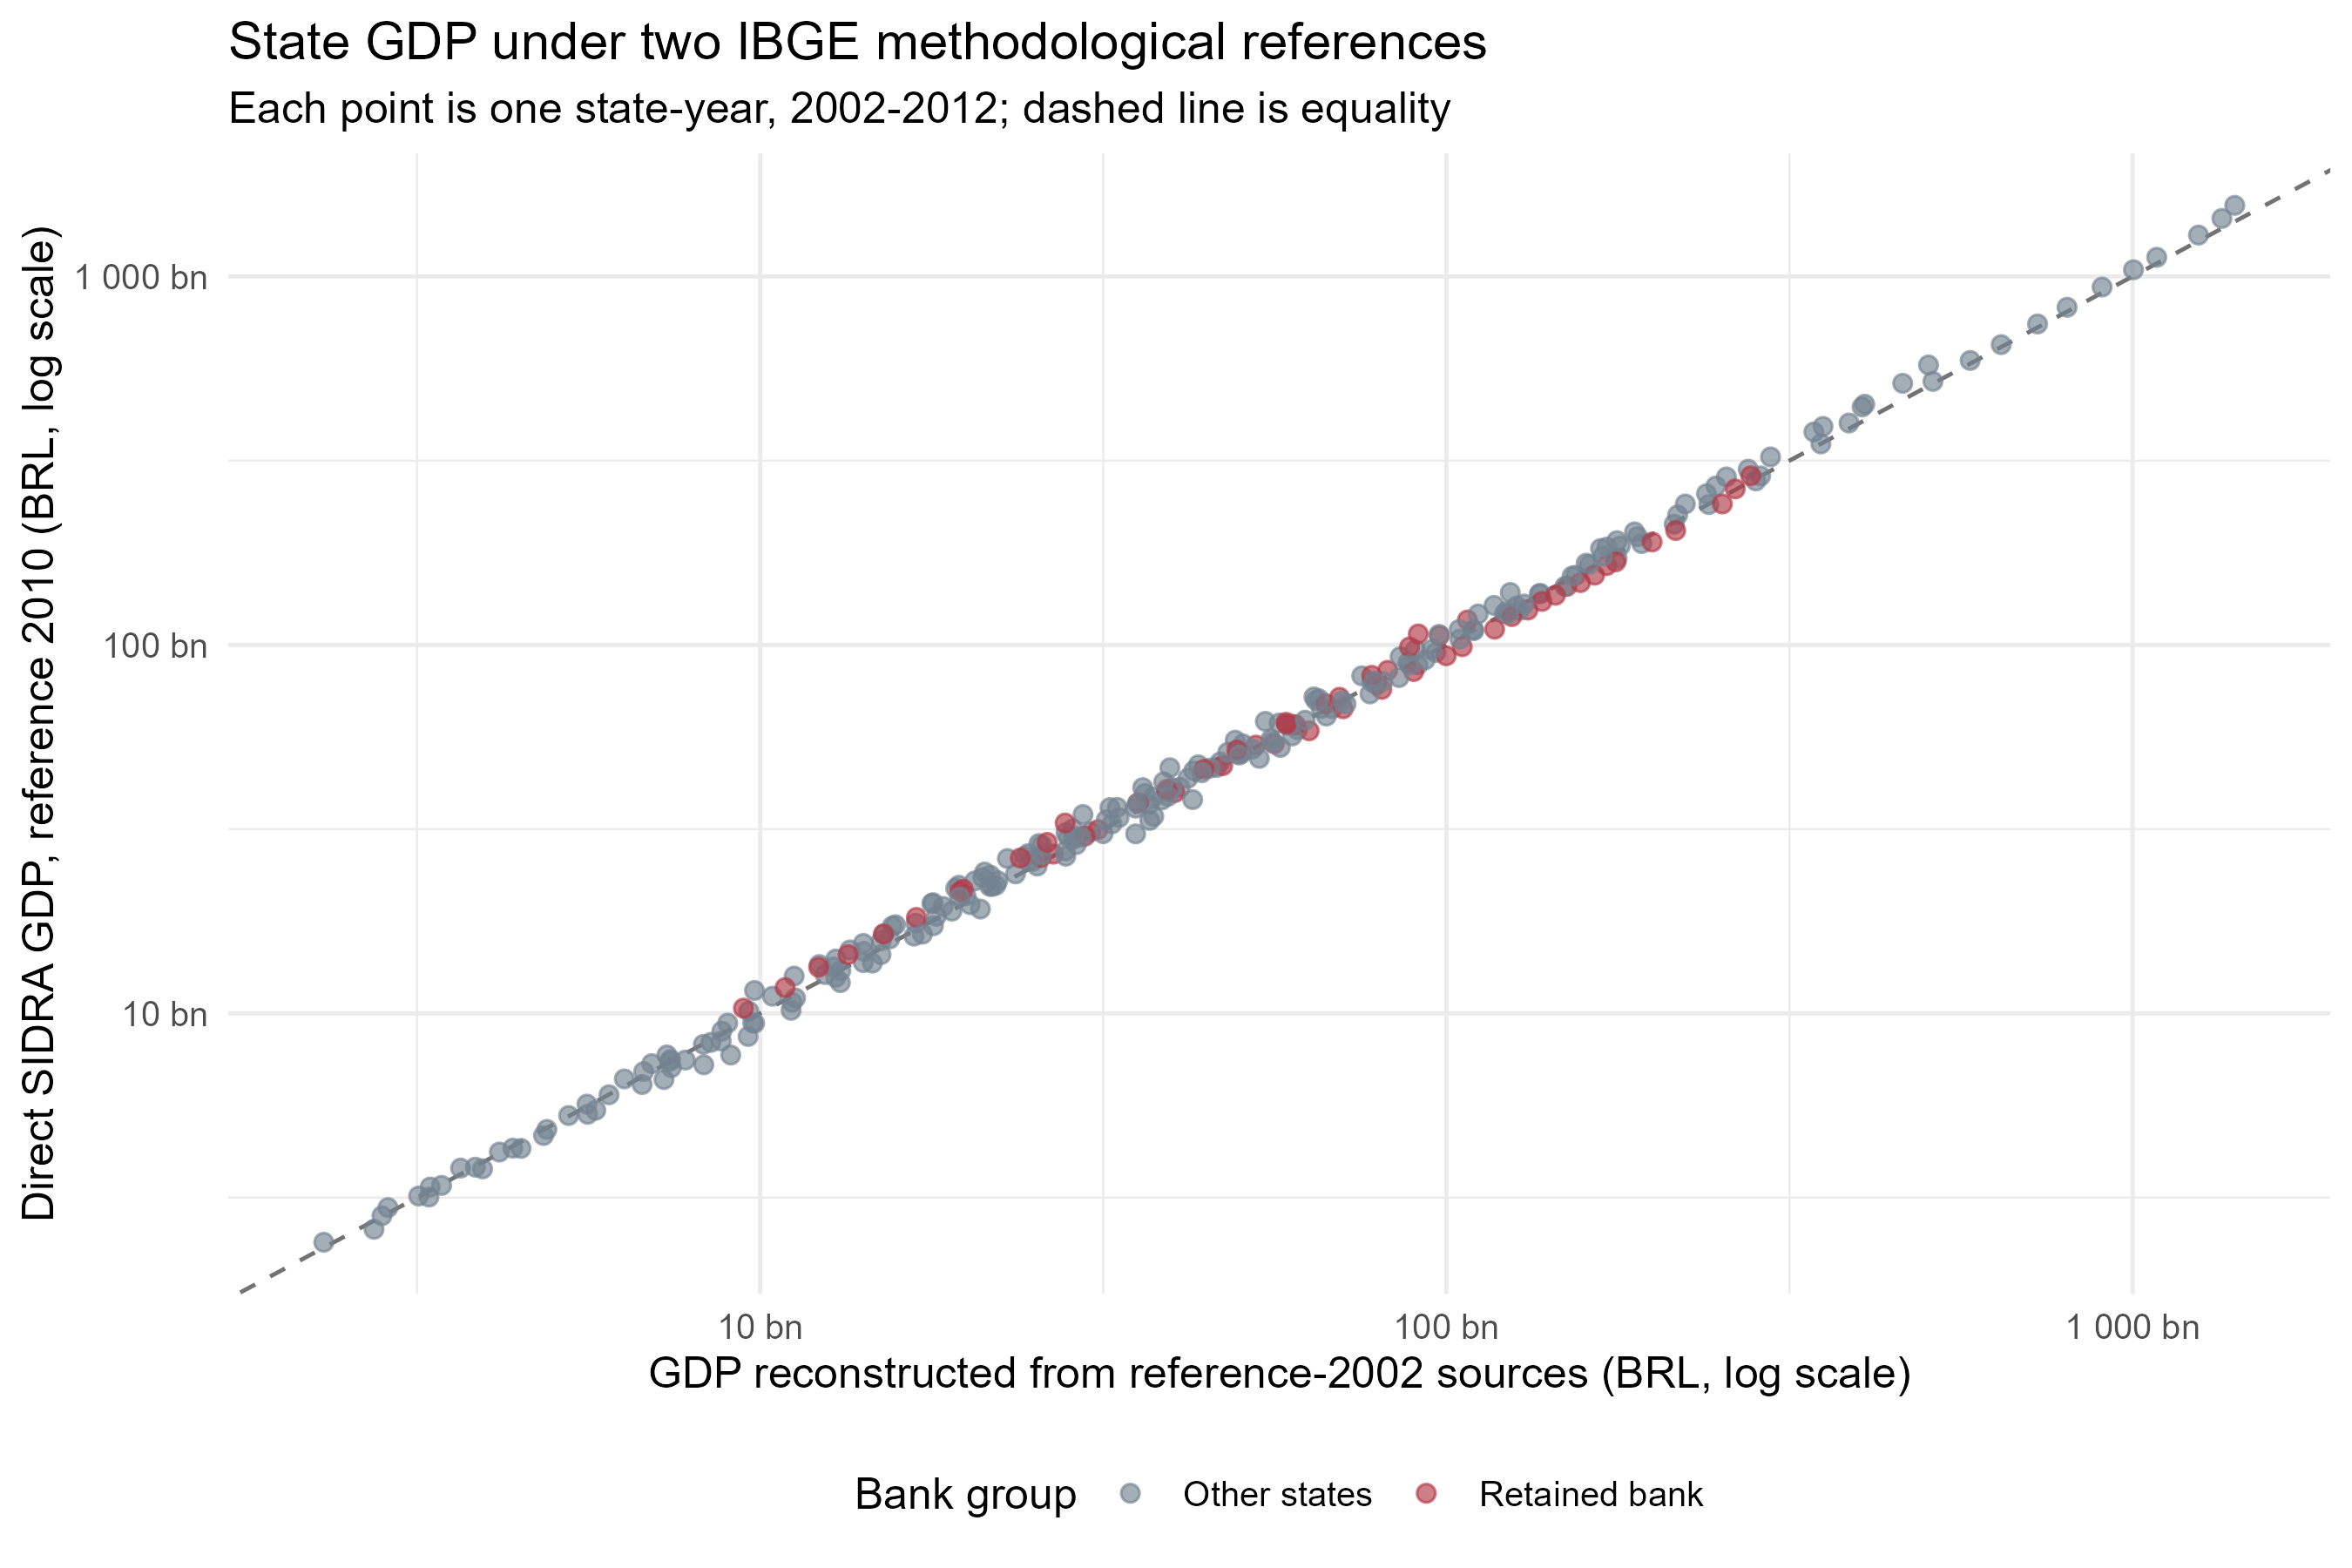 State GDP under two IBGE methodological references
Each point is one state-year, 2002-2012; dashed line is equality
Direct SIDRA GDP, reference 2010 (BRL, log scale)
1 000 bn
100 bn
10 bn
10 bn
100 bn
1 000 bn
GDP reconstructed from reference-2002 sources (BRL, log scale)
Bank group
Other states
Retained bank